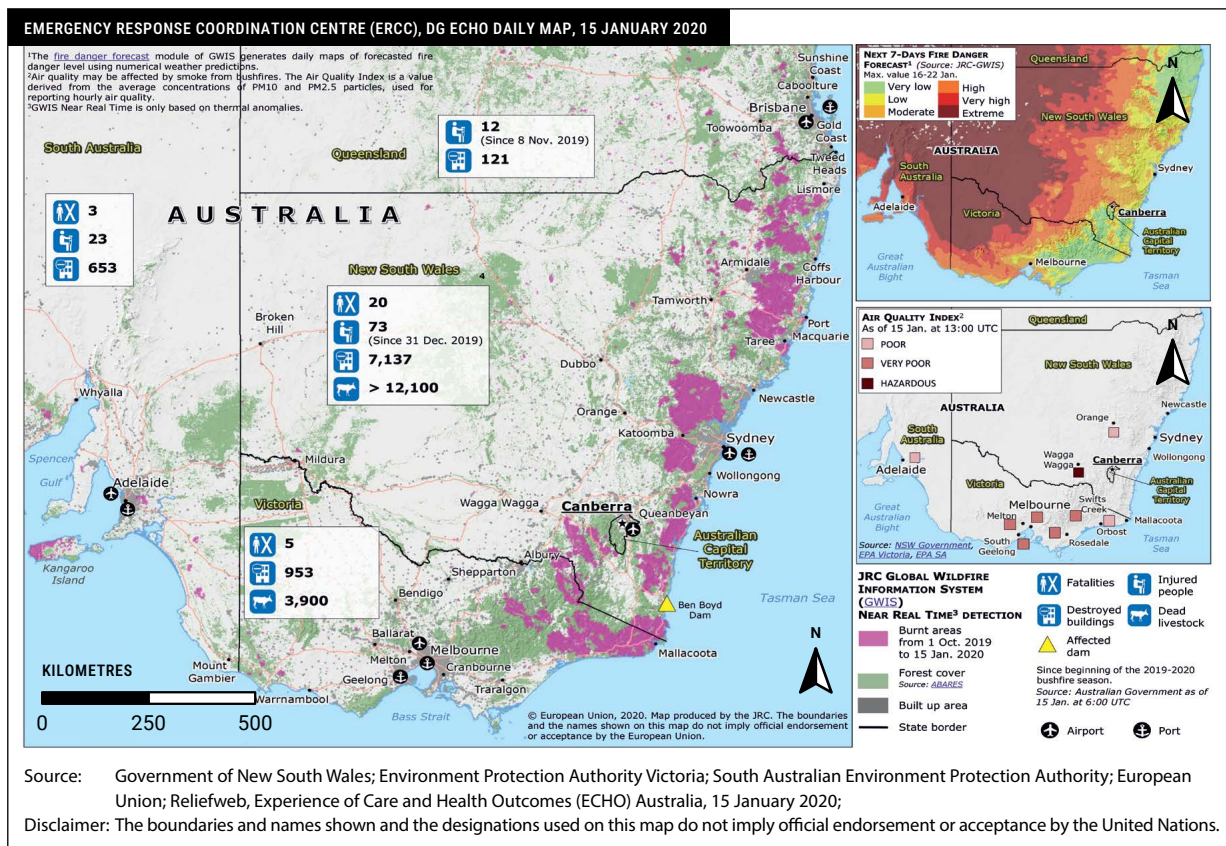 EMERGENCY RESPONSE COORDINATION CENTRE (ERCC), DG ECHO DAILY MAP, 15 JANUARY 2020
¹The fire danger forecast module of GWIS generates daily maps of forecasted fire
danger level using numerical weather predictions.
²Air quality may be affected by smoke from bushfires. The Air Quality Index is a value
derived from the average concentrations of PM10 and PM2.5 particles, used for
reporting hourly air quality.
³GWIS Near Real Time is only based on thermal anomalies.
South Australia
Queensland
12
(Since 8 Nov. 2019)
121
Sunshine
Coast
Caboolture
Brisbane
Toowoomba
Gold
Coast
Tweed
Heads
Lismore
3
23
653
AUSTRALIA
New South Wales
4
20
73
(Since 31 Dec. 2019)
7,137
> 12,100
Armidale
Coffs
Harbour
Tamworth
Port
Macquarie
Taree
Broken
Hill
Dubbo
Whyalla
Newcastle
Orange
Katoomba
Sydney
Wollongong
Spencer
Gulf
Adelaide
Mildura
Nowra
Wagga Wagga
Canberra
Queanbeyan
Victoria
Australian
Capital
Territory
Kangaroo
Island
5
953
3,900
Albury
Shepparton
Bendigo
Ben Boyd
Dam
Tasman Sea
Ballarat
Melbourne
Melton
Cranbourne
Mallacoota
Geelong
Traralgon
Mount
Gambier
Warrnambool
Bass Strait
N
KILOMETRES
0 250 500
© European Union, 2020. Map produced by the JRC. The boundaries
and the names shown on this map do not imply official endorsement
or acceptance by the European Union.
NEXT 7-DAYS FIRE DANGER
FORECAST¹ (Source: JRC-GWIS)
Max. value 16-22 Jan.
Very low
Low
Moderate
High
Very high
Extreme
Queensland
N
New South Wales
AUSTRALIA
South
Australia
Sydney
Adelaide
Victoria
Canberra
Australian
Capital
Territory
Great
Australian
Bight
Melbourne
Tasman
Sea
AIR QUALITY INDEX²
As of 15 Jan. at 13:00 UTC
POOR
VERY POOR
HAZARDOUS
Queensland
N
New South Wales
AUSTRALIA
Newcastle
Orange
South
Australia
Sydney
Adelaide
Wagga
Wagga
Canberra
Wollongong
Victoria
Australian
Capital
Territory
Melbourne
Swifts
Creek
Melton
Mallacoota
Great
Australian
Bight
South
Geelong
Rosedale
Orbost
Tasman
Sea
Source: NSW Government,
EPA Victoria, EPA SA
JRC GLOBAL WILDFIRE
INFORMATION SYSTEM
(GWIS)
NEAR REAL TIME³ DETECTION
Burnt areas
from 1 Oct. 2019
to 15 Jan. 2020
Forest cover
Source: ABARES
Built up area
State border
Fatalities
Injured
people
Destroyed
buildings
Dead
livestock
Affected
dam
Since beginning of the 2019-2020
bushfire season.
Source: Australian Government as of
15 Jan. at 6:00 UTC
Airport
Port
Source: Government of New South Wales; Environment Protection Authority Victoria; South Australian Environment Protection Authority; European
Union; Reliefweb, Experience of Care and Health Outcomes (ECHO) Australia, 15 January 2020;
Disclaimer: The boundaries and names shown and the designations used on this map do not imply official endorsement or acceptance by the United Nations.